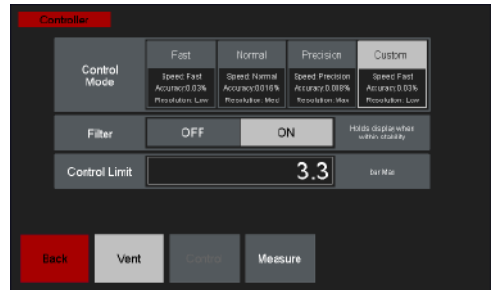 Controller
Control Mode
Fast
Speed: Fast
Accuracy:0.03%
Resolution: Low
Normal
Speed: Normal
Accuracy:0.016%
Resolution: Med
Precision
Speed: Precision
Accuracy: 0.008%
Resolution: Max
Custom
Speed: Fast
Accuracy: 0.03%
Resolution: Low
Filter
OFF
ON
Holds display when
within stability
Control Limit
3.3
bar Max
Back
Vent
Control
Measure